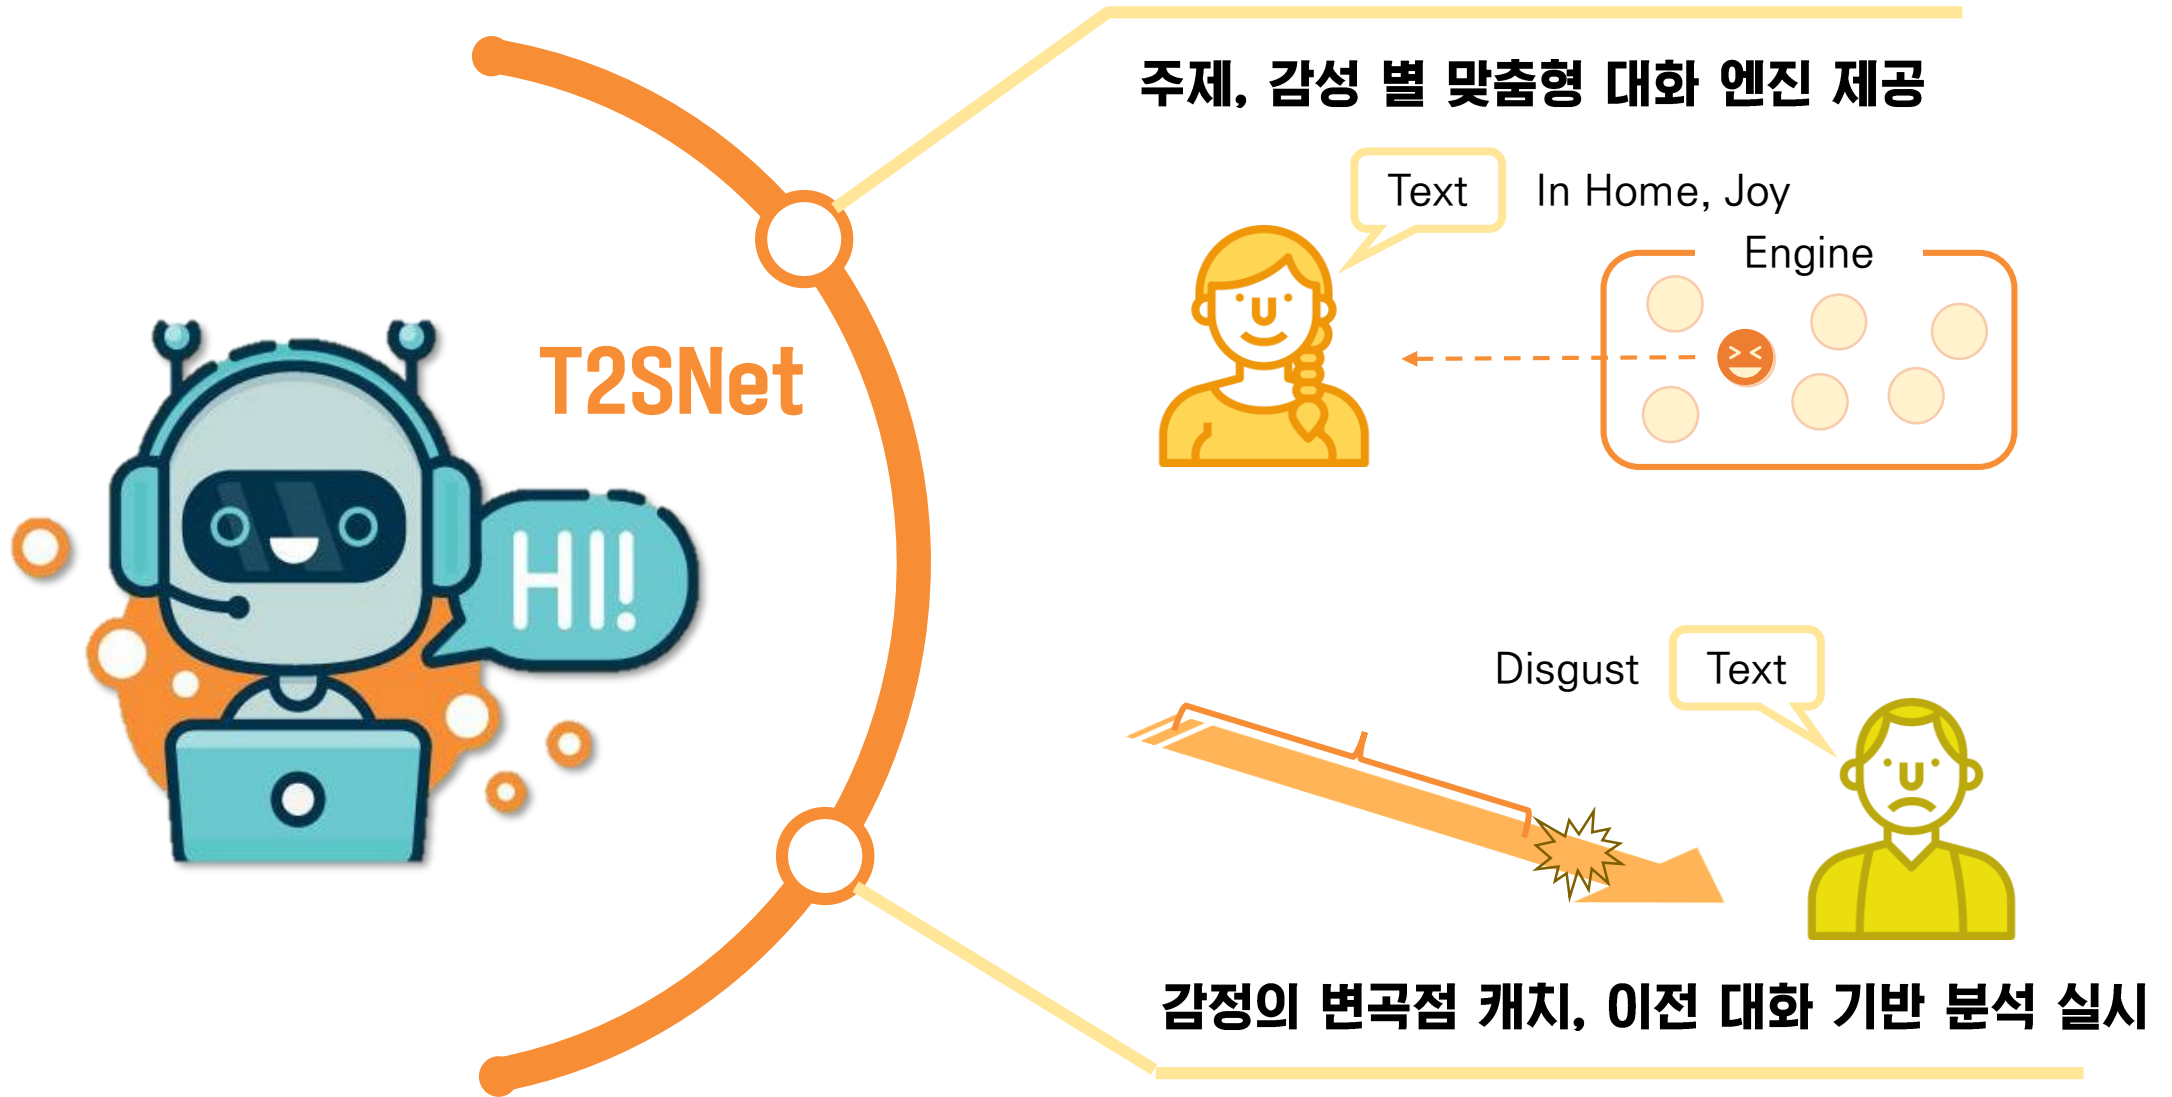 주제, 감성 별 맞춤형 대화 엔진 제공
Text
In Home, Joy
Engine
T2SNet
HI!
Disgust
Text
감정의 변곡점 캐치, 이전 대화 기반 분석 실시